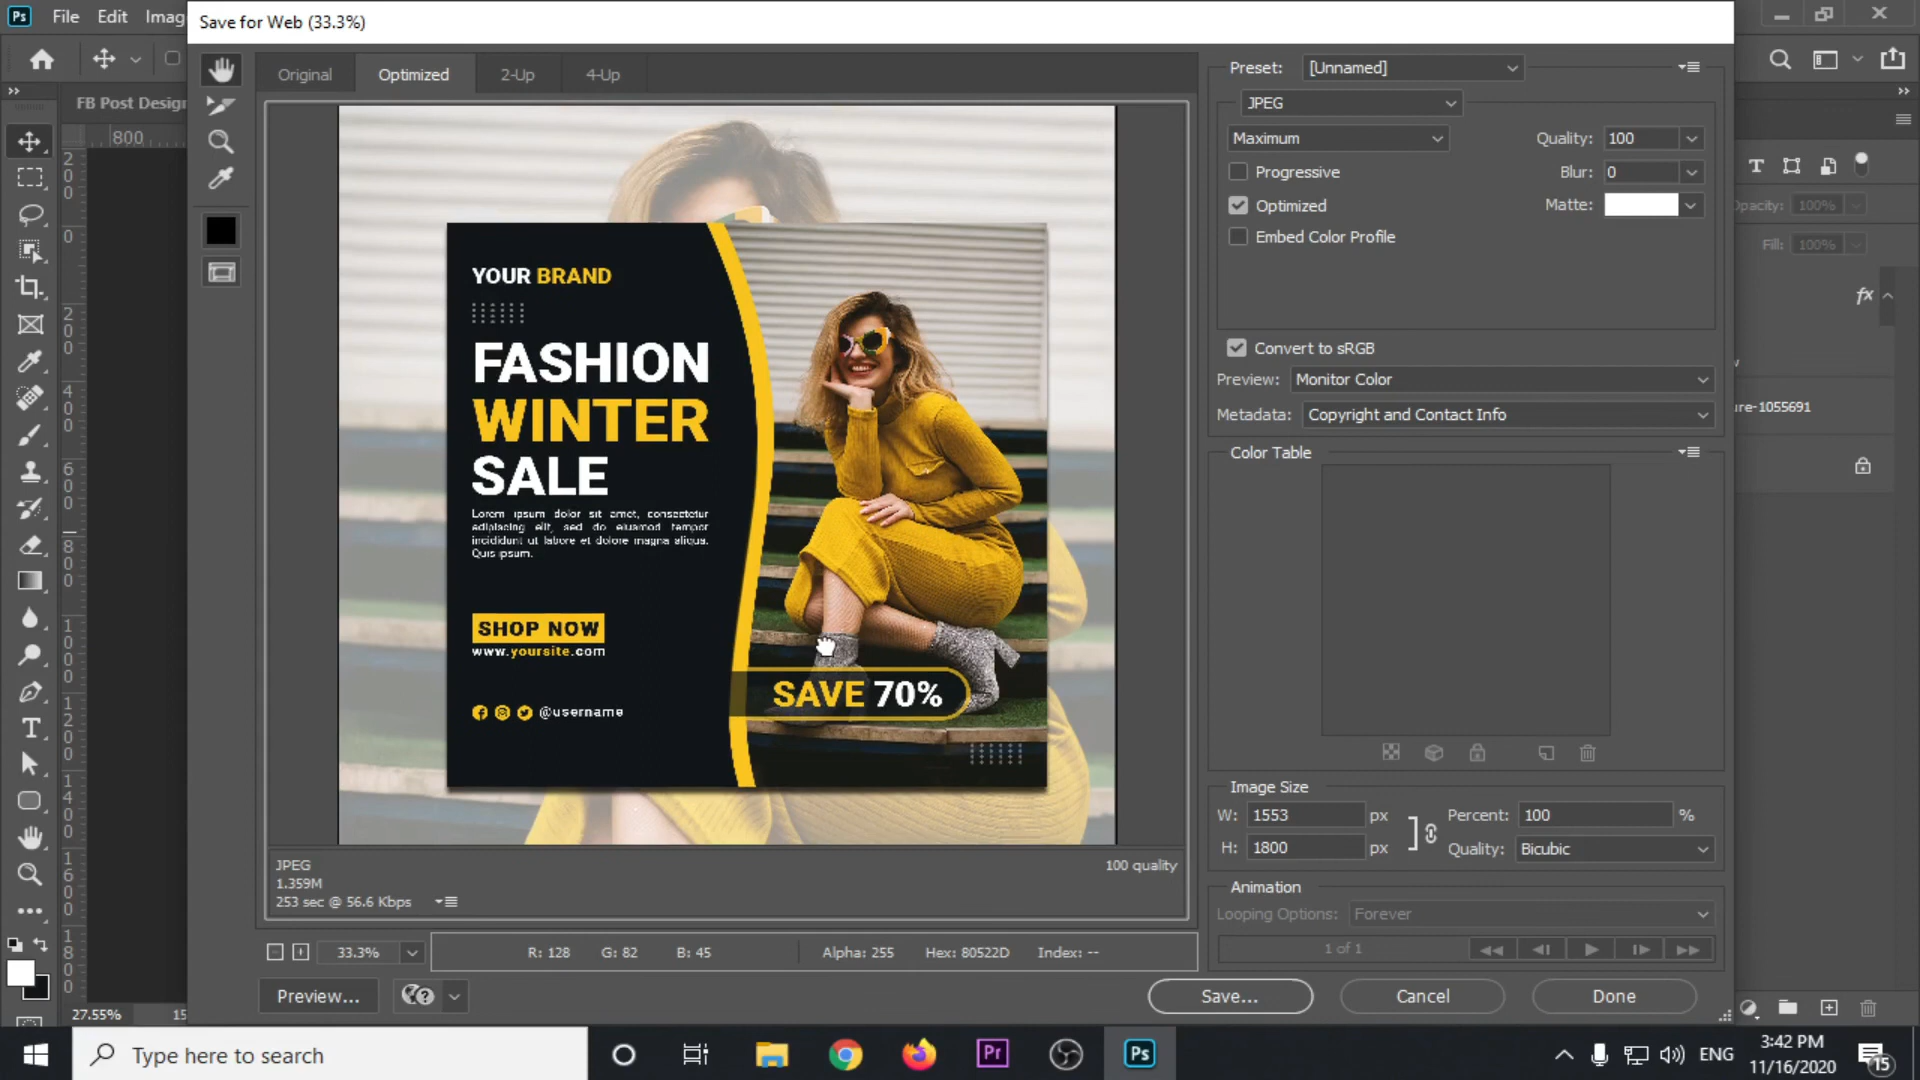 Ps File Edit Imag
Save for Web (33.3%)
FB Post Design
800
Original Optimized 2-Up 4-Up
YOUR BRAND
FASHION
WINTER
SALE
Lorem ipsum dolor sit amet, consectetur
adipiscing elit, sed do eiusmod tempor
incididunt ut labore et dolore magna aliqua.
Quis ipsum.
SHOP NOW
www.yoursite.com
@username
SAVE 70%
JPEG
1.359M
253 sec @ 56.6 Kbps
100 quality
33.3%
R: 128 G: 82 B: 45 Alpha: 255 Hex: 80522D Index: --
Preview...
Save... Cancel Done
Preset: [Unnamed]
JPEG
Maximum
Quality: 100
Progressive
Blur: 0
Optimized
Matte:
Embed Color Profile
Convert to sRGB
Preview: Monitor Color
Metadata: Copyright and Contact Info
Color Table
Image Size
W: 1553 px
Percent: 100 %
H: 1800 px
Quality: Bicubic
Animation
Looping Options: Forever
1 of 1
Opacity: 100%
Fill: 100%
fx
ure-1055691
27.55%
Type here to search
Pr
Ps
ENG
3:42 PM
11/16/2020
15